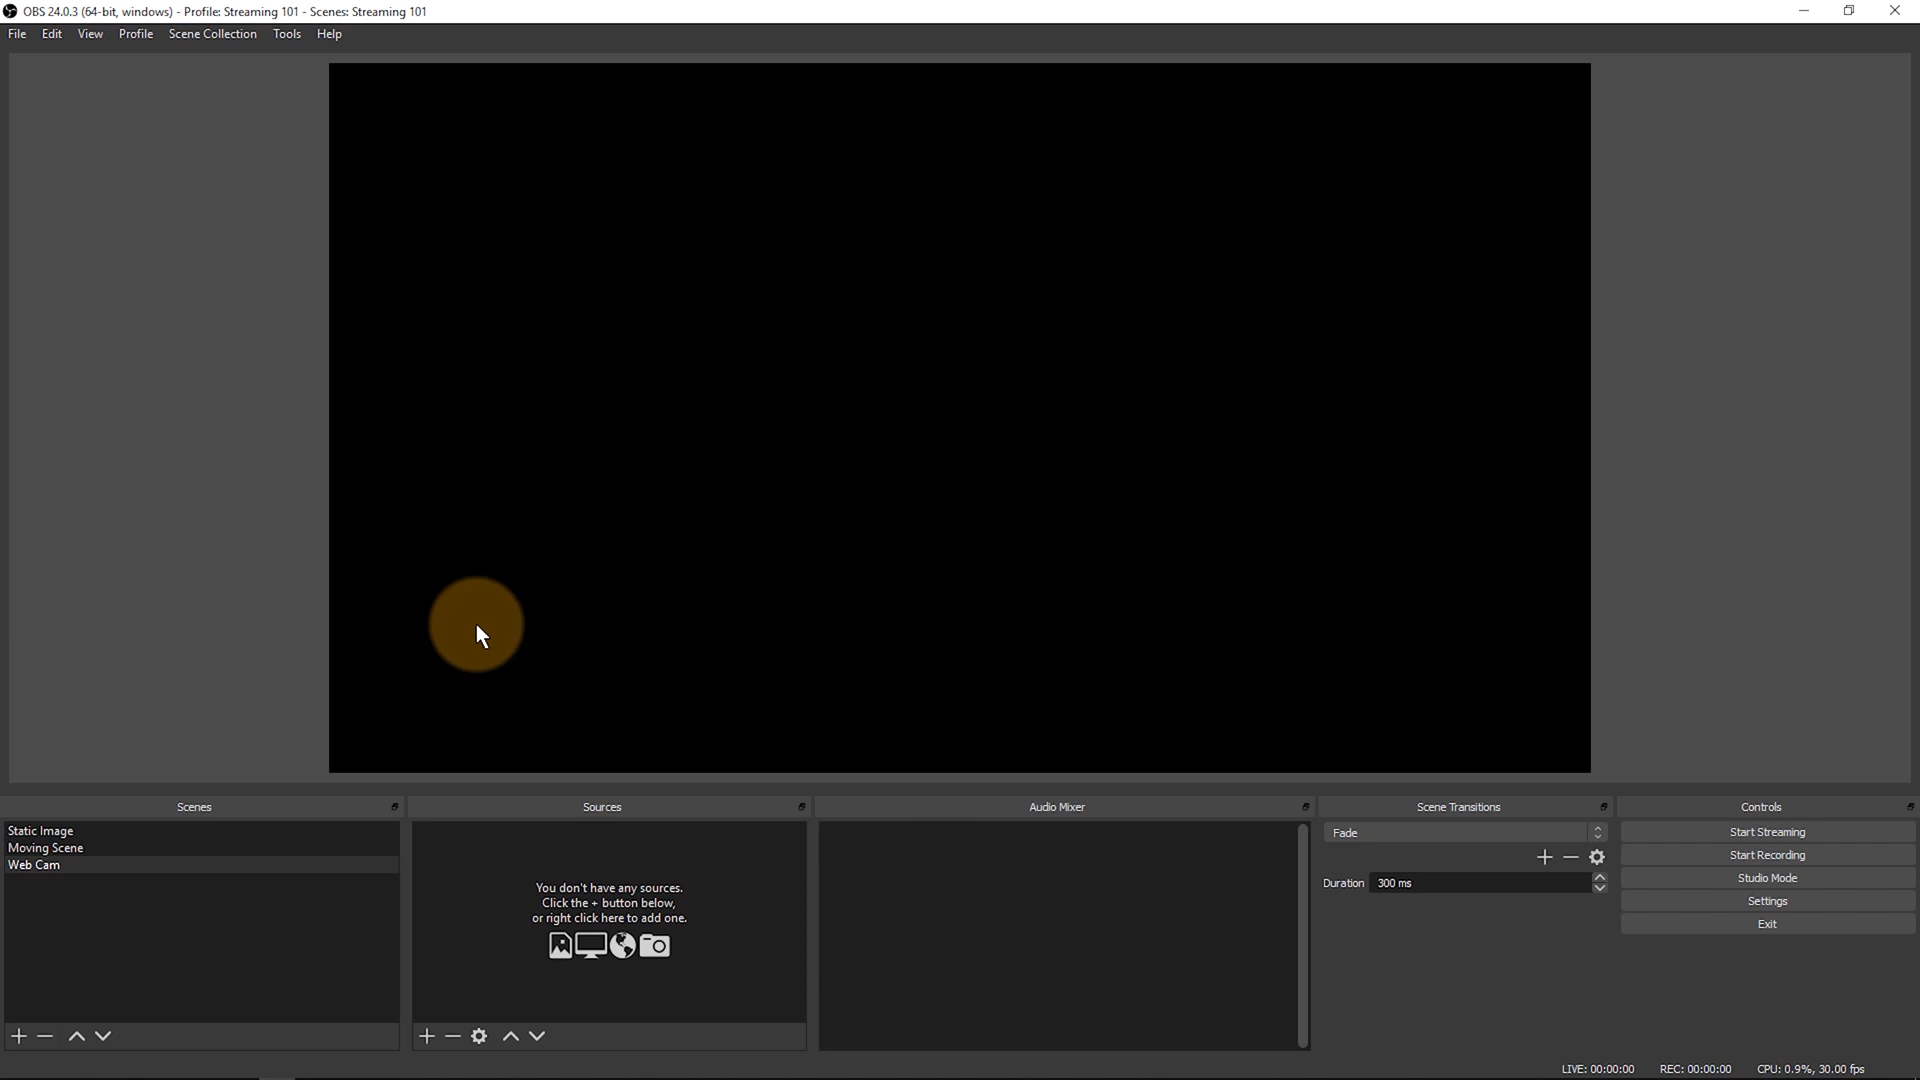 OBS 24.0.3 (64-bit, windows) - Profile: Streaming 101 - Scenes: Streaming 101
File Edit View Profile Scene Collection Tools Help
Scenes
Static Image
Moving Scene
Web Cam
Sources
You don't have any sources.
Click the + button below,
or right click here to add one.
Audio Mixer
Scene Transitions
Fade
Duration 300 ms
Controls
Start Streaming
Start Recording
Studio Mode
Settings
Exit
LIVE: 00:00:00 REC: 00:00:00 CPU: 0.9%, 30.00 fps